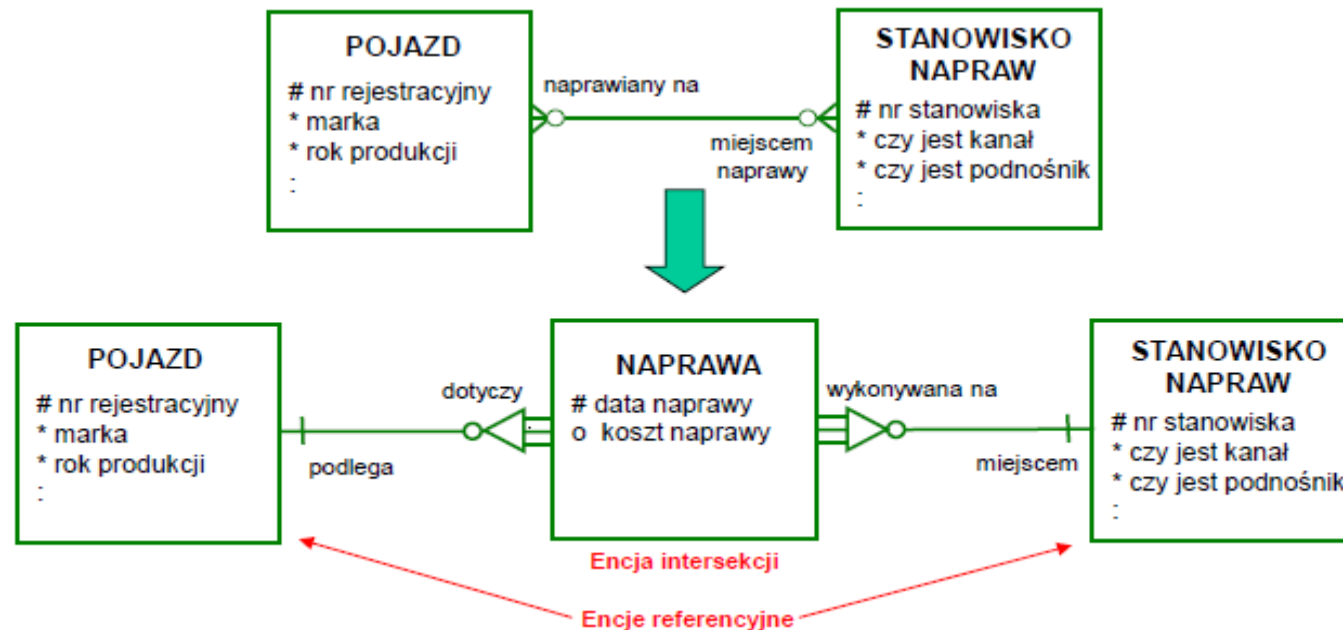 POJAZD
# nr rejestracyjny
* marka
* rok produkcji
:
naprawiany na
miejscem
naprawy
STANOWISKO
NAPRAW
# nr stanowiska
* czy jest kanał
* czy jest podnośnik
:
POJAZD
# nr rejestracyjny
* marka
* rok produkcji
:
podlega
dotyczy
NAPRAWA
# data naprawy
o koszt naprawy
wykonywana na
miejscem
STANOWISKO
NAPRAW
# nr stanowiska
* czy jest kanał
* czy jest podnośnik
:
Encja intersekcji
Encje referencyjne